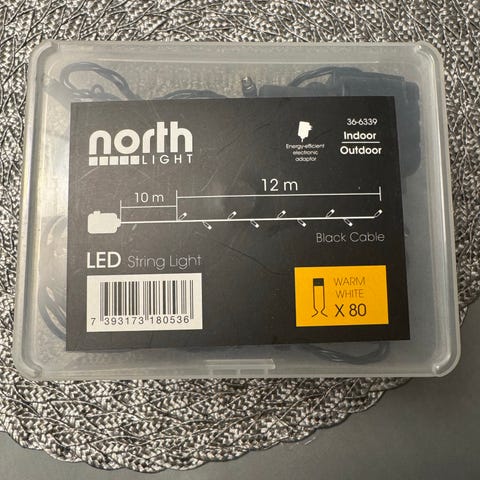 north
LIGHT
Energy-efficient
electronic
adaptor
36-6339
Indoor
Outdoor
10 m
12 m
Black Cable
LED String Light
7 393173 180536
WARM
WHITE
X 80